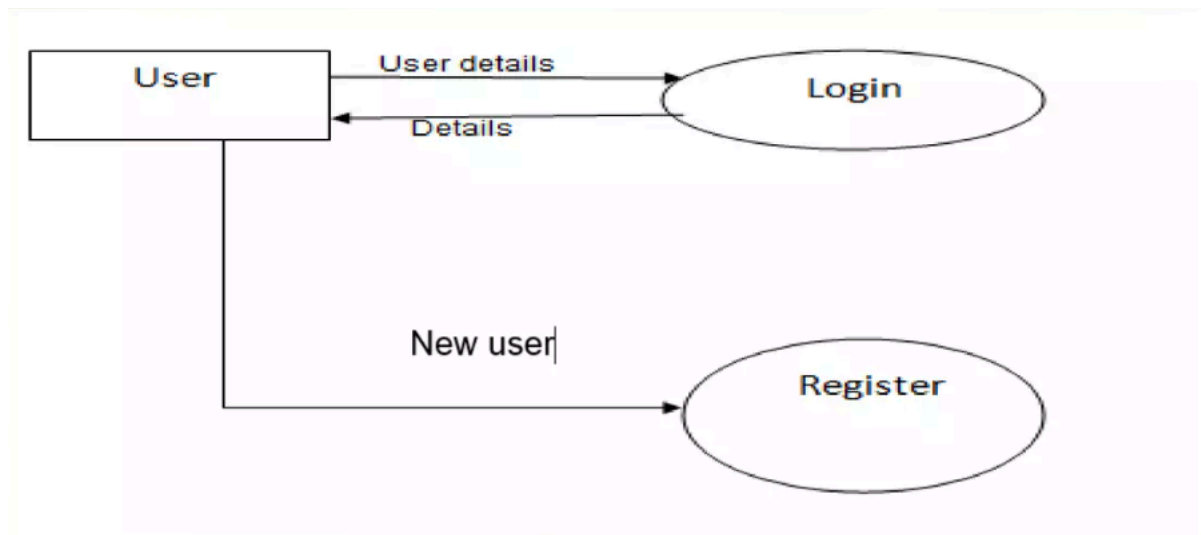 User
User details
Login
Details
New user
Register